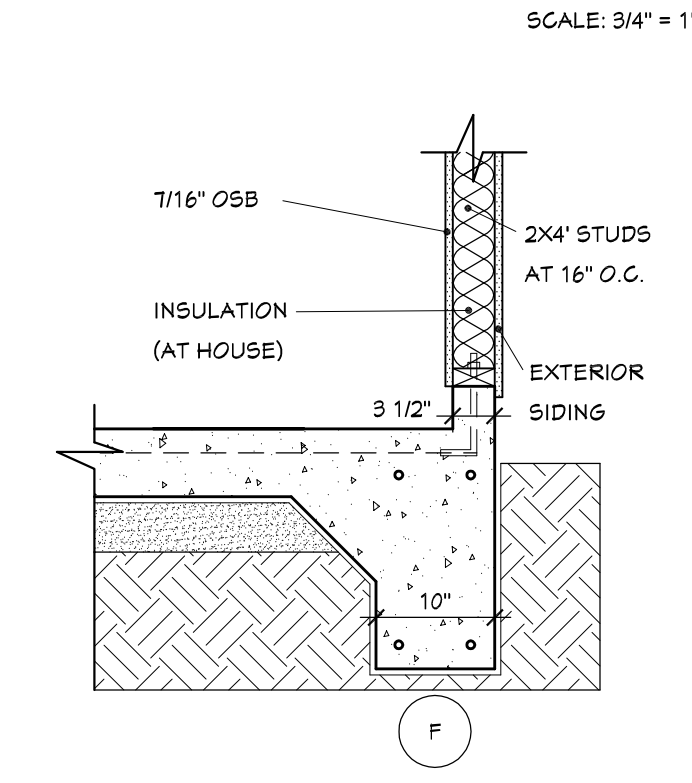 SCALE: 3/4" = 1'
7/16" OSB
2X4' STUDS
AT 16" O.C.
INSULATION
(AT HOUSE)
EXTERIOR
SIDING
3 1/2"
10"
F